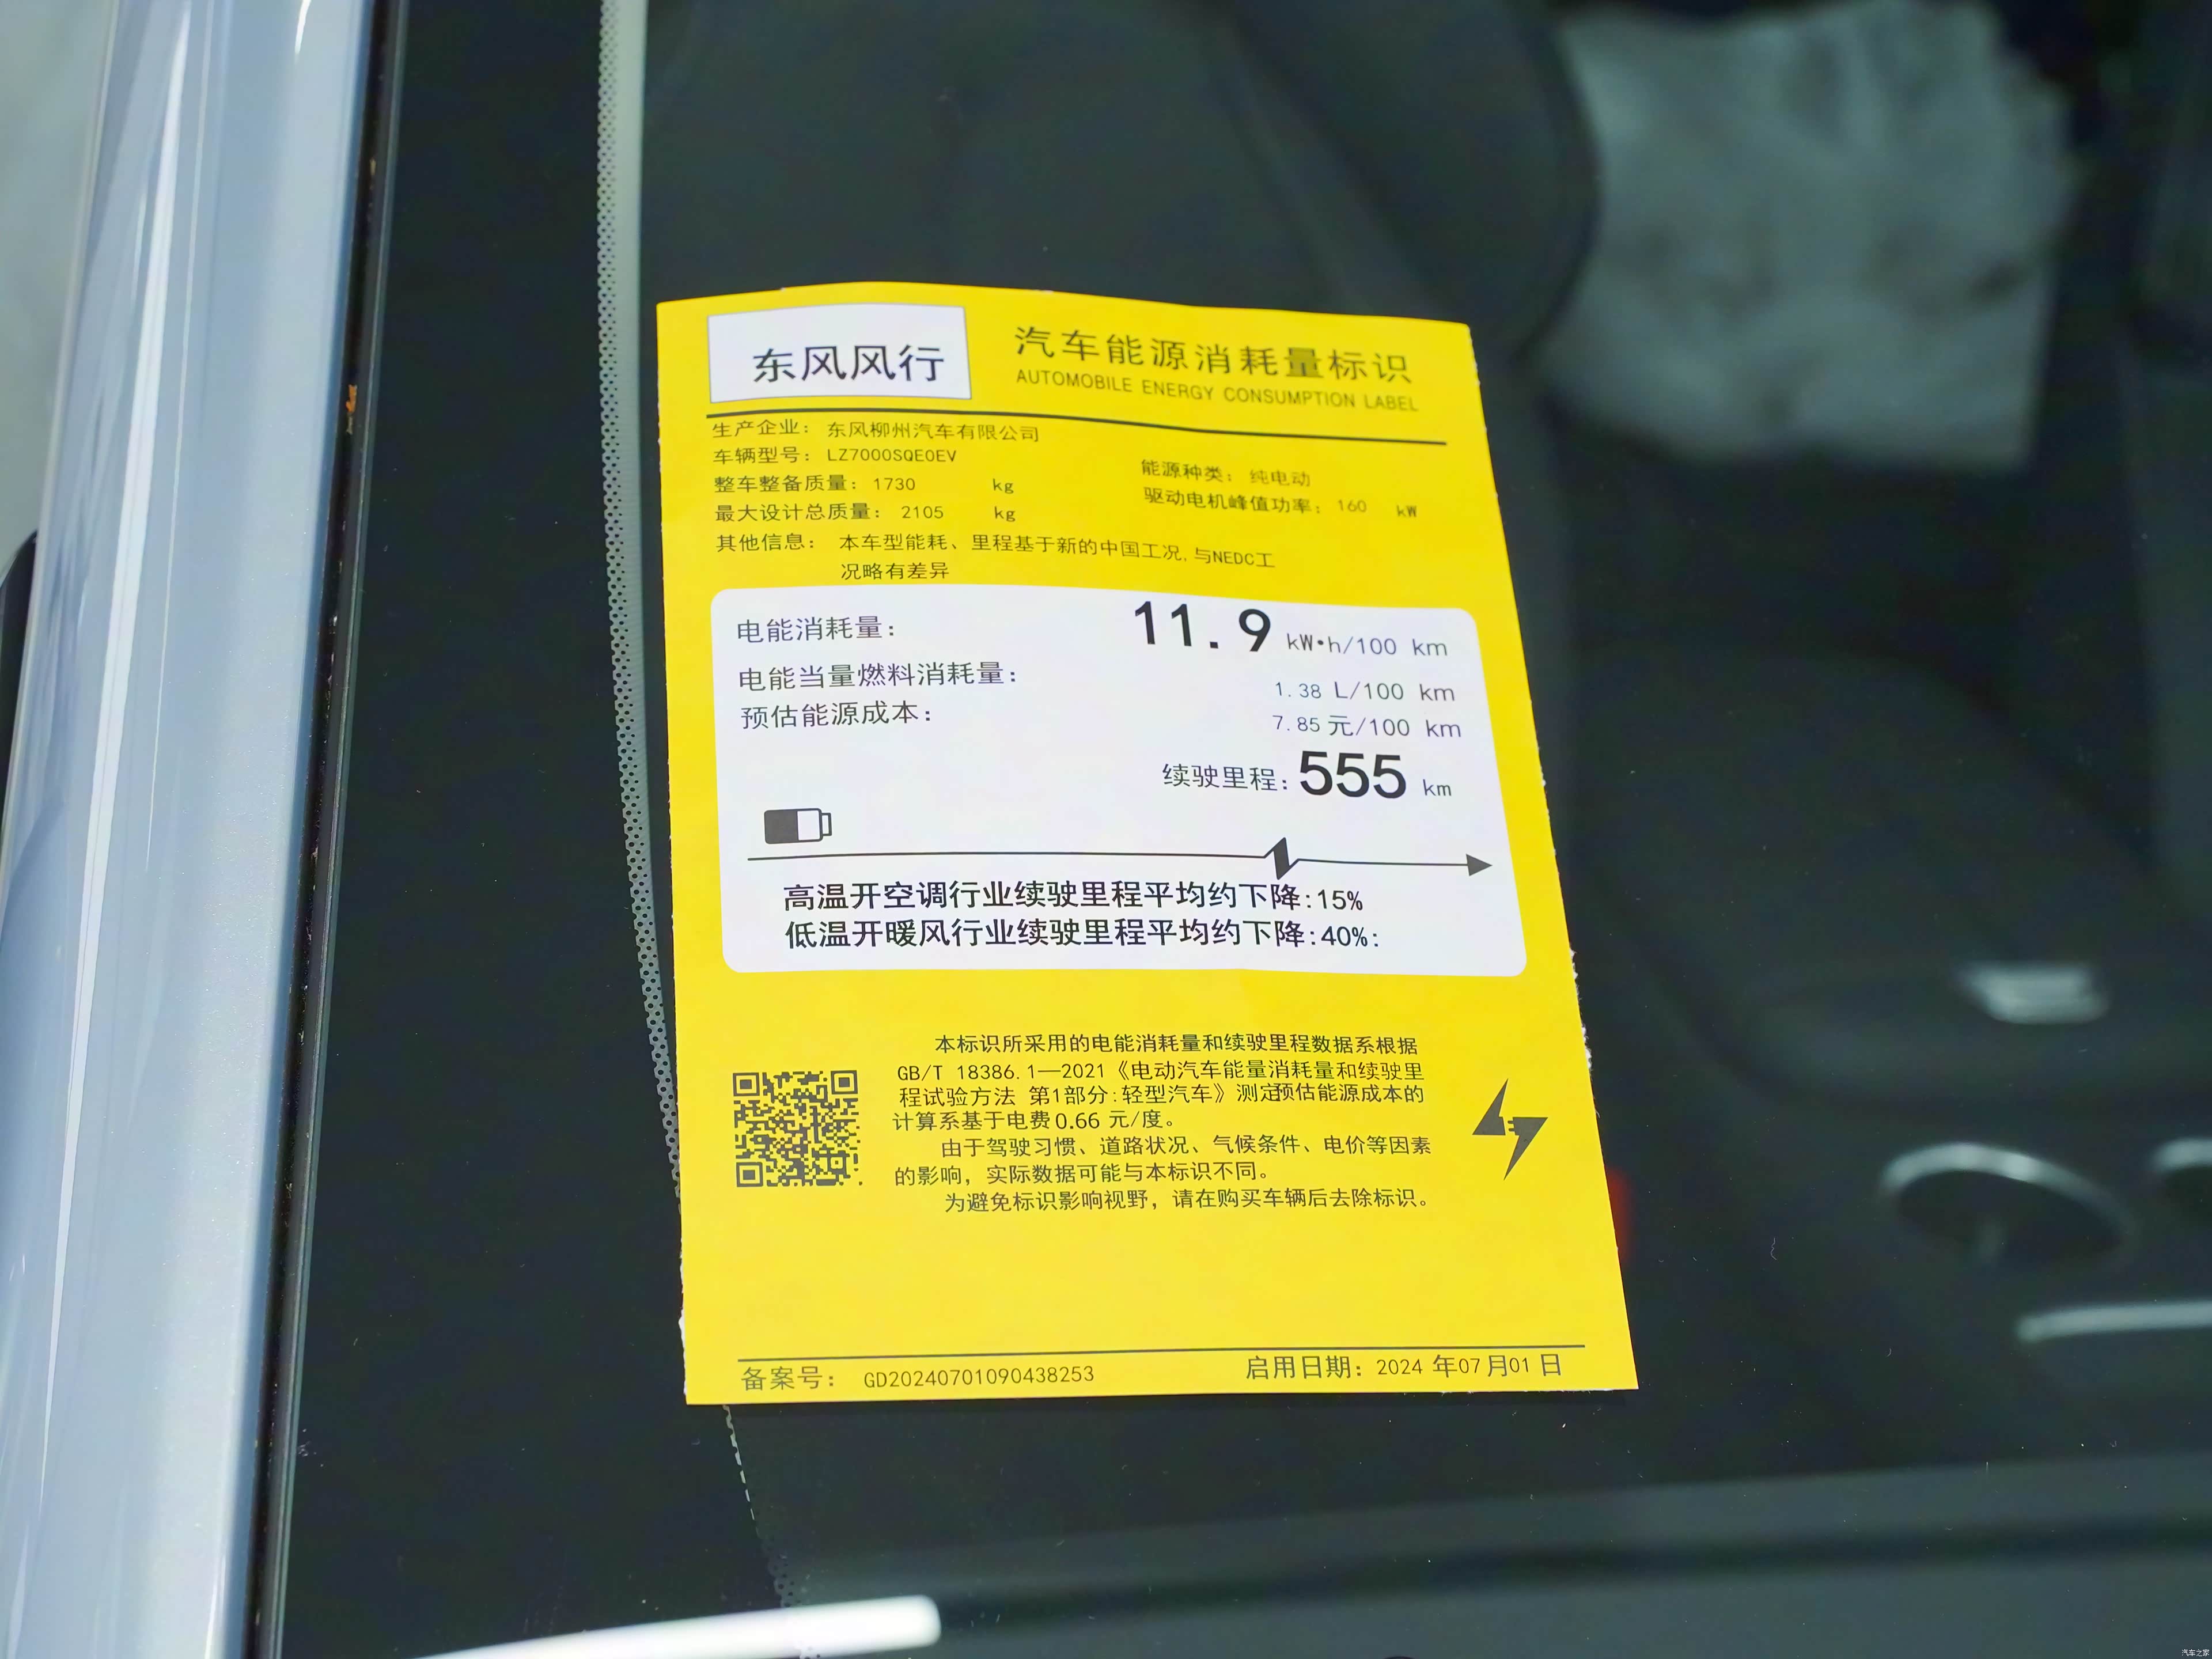 东风风行
汽车能源消耗量标识
AUTOMOBILE ENERGY CONSUMPTION LABEL
生产企业: 东风柳州汽车有限公司
车辆型号: LZ7000SQE0EV
整车整备质量: 1730 kg
能源种类: 纯电动
最大设计总质量: 2105 kg
驱动电机峰值功率: 160 kW
其他信息: 本车型能耗、里程基于新的中国工况,与NEDC工
况略有差异
电能消耗量: 11.9 kW·h/100 km
电能当量燃料消耗量: 1.38 L/100 km
预估能源成本: 7.85 元/100 km
续驶里程: 555 km
高温开空调行业续驶里程平均约下降:15%
低温开暖风行业续驶里程平均约下降:40%:
本标识所采用的电能消耗量和续驶里程数据系根据
GB/T 18386.1—2021《电动汽车能量消耗量和续驶里
程试验方法 第1部分:轻型汽车》测定预估能源成本的
计算系基于电费0.66 元/度。
由于驾驶习惯、道路状况、气候条件、电价等因素
的影响，实际数据可能与本标识不同。
为避免标识影响视野，请在购买车辆后去除标识。
备案号: GD20240701090438253
启用日期: 2024 年07月01 日
汽车之家